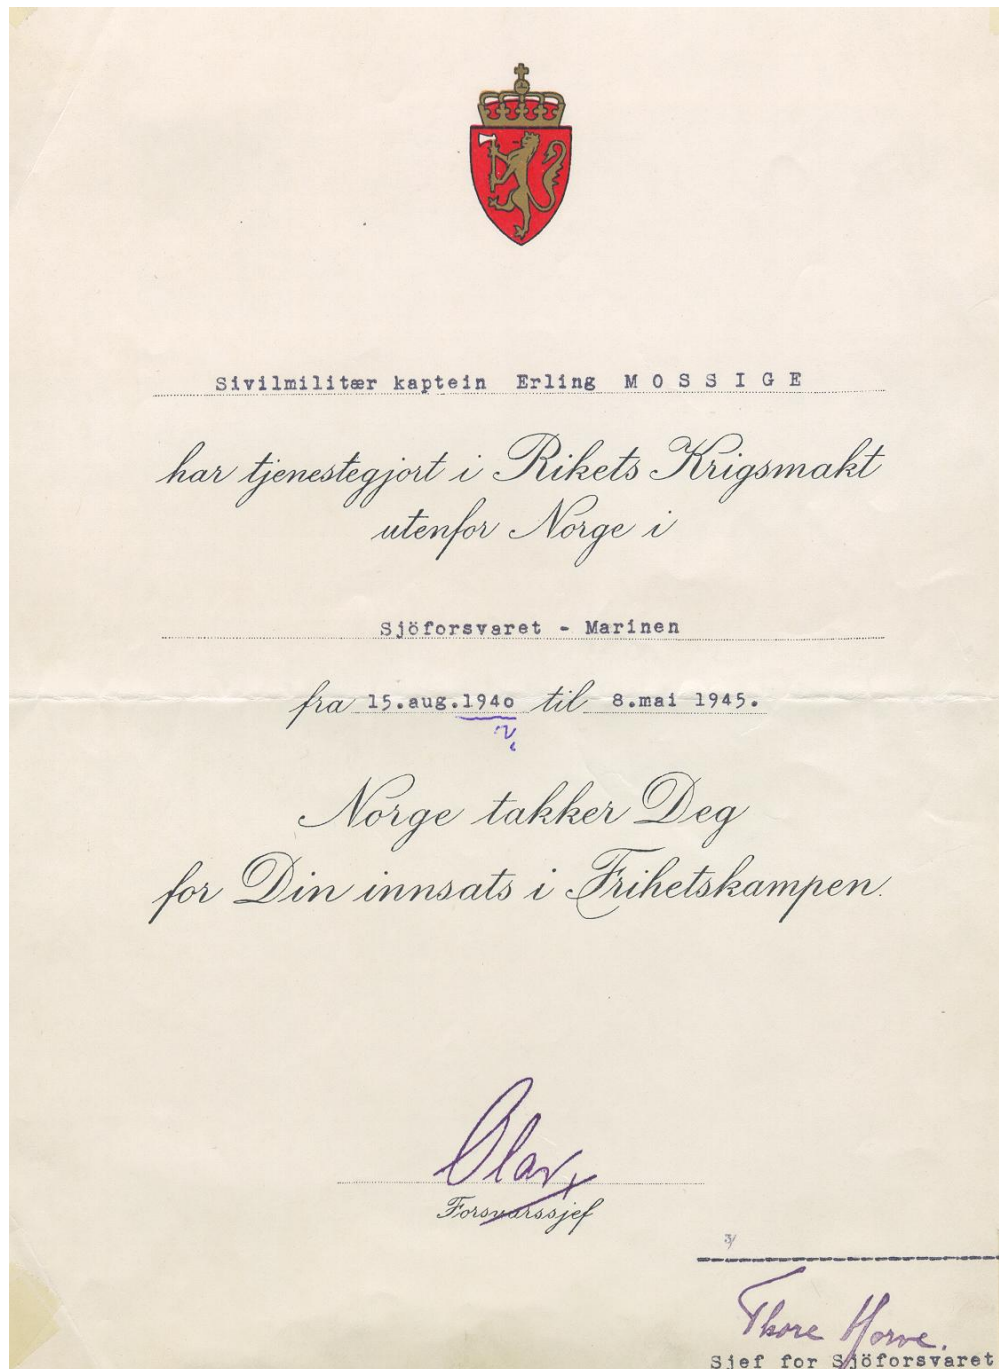 Sivilmilitær kaptein Erling M O S S I G E
har tjenestegjort i Rikets Krigsmakt
utenfor Norge i
Sjöforsvaret - Marinen
fra 15.aug.1940 til 8.mai 1945.
Norge takker Deg
for Din innsats i Frihetskampen.
Olav
Forsvarssjef
Thore Horve.
Sjef for Sjöforsvaret